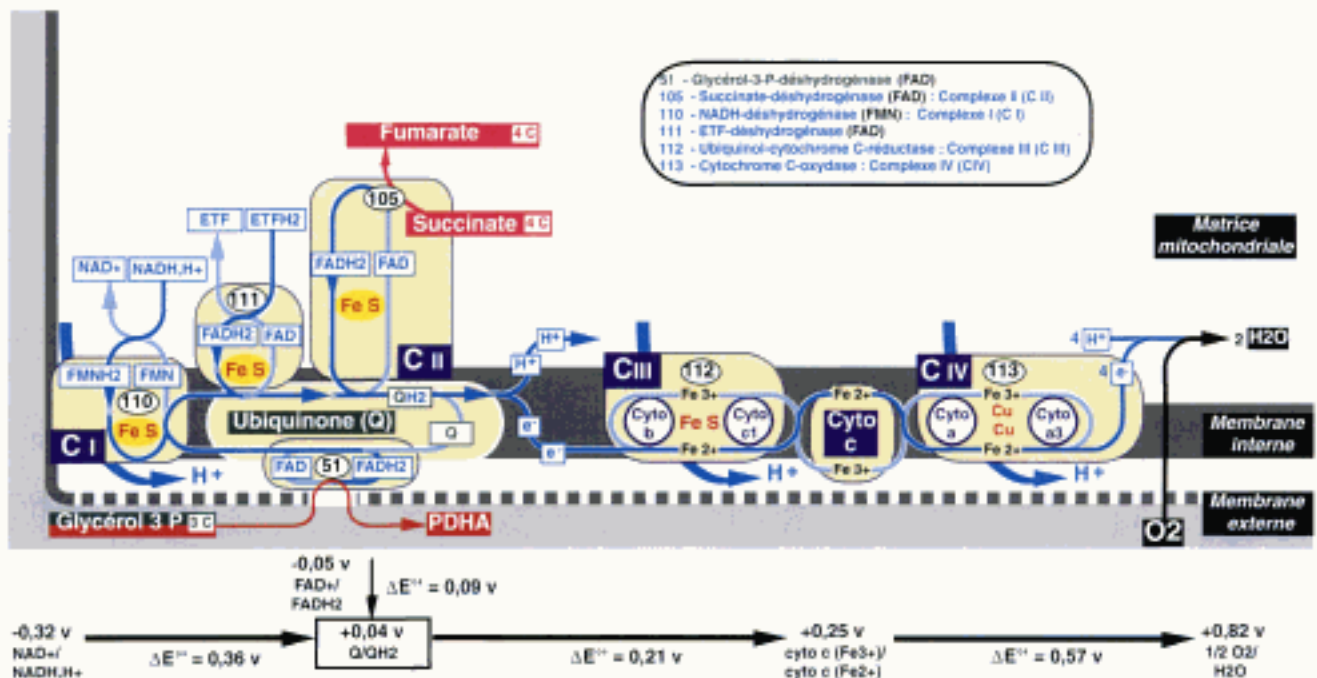 51 - Glycérol-3-P-déshydrogénase (FAD)
105 - Succinate-déshydrogénase (FAD) : Complexe II (C II)
110 - NADH-déshydrogénase (FMN) : Complexe I (C I)
111 - ETF-déshydrogénase (FAD)
112 - Ubiquinol-cytochrome C-réductase : Complexe III (C III)
113 - Cytochrome C-oxydase : Complexe IV (CIV)
Fumarate 4 C
105
Succinate 4 C
ETF ETFH2
Matrice
mitochondriale
NAD+ NADH,H+
FADH2 FAD
111
Fe S
FADH2 FAD
Fe S
C II
H+
H+
4 H+
2 H2O
FMNH2 FMN
110
Fe S
C I
H+
QH2
Ubiquinone (Q)
Q
e-
e-
FAD 51 FADH2
CIII 112
Fe 3+
Cyto
b
Fe S
Cyto
c1
Fe 2+
H+
Fe 2+
Cyto
c
Fe 3+
C IV 113
4 e-
Fe 3+
Cyto
a
Cu
Cu
Cyto
a3
Fe 2+
H+
Membrane
interne
Membrane
externe
Glycérol 3 P 3 C
PDHA
O2
-0,05 v
FAD+/
FADH2
ΔE°' = 0,09 v
-0,32 v
NAD+/
NADH,H+
ΔE°' = 0,36 v
+0,04 v
Q/QH2
ΔE°' = 0,21 v
+0,25 v
cyto c (Fe3+)/
cyto c (Fe2+)
ΔE°' = 0,57 v
+0,82 v
1/2 O2/
H2O